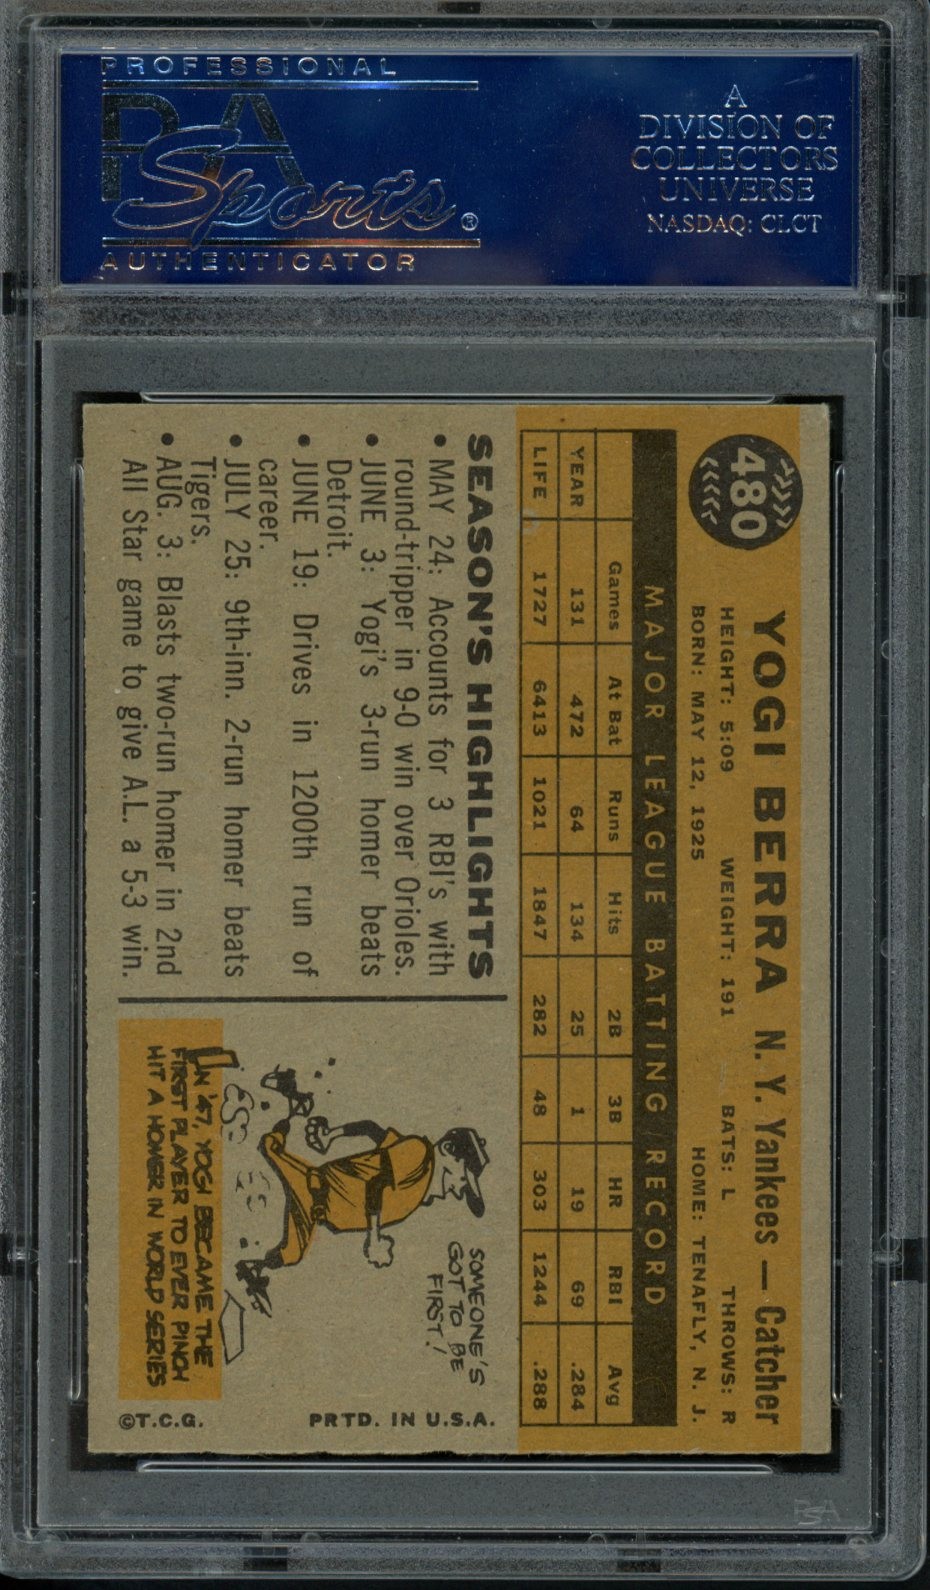 PROFESSIONAL
PSA
Sports®
AUTHENTICATOR
A
DIVISION OF
COLLECTORS
UNIVERSE
NASDAQ: CLCT
480
YOGI BERRA N. Y. Yankees — Catcher
HEIGHT: 5:09 WEIGHT: 191 BATS: L THROWS: R
BORN: MAY 12, 1925 HOME: TENAFLY, N. J.
MAJOR LEAGUE BATTING RECORD
Games At Bat Runs Hits 2B 3B HR RBI Avg
YEAR 131 472 64 134 25 1 19 69 .284
LIFE 1727 6413 1021 1847 282 48 303 1244 .288
SEASON'S HIGHLIGHTS
• MAY 24: Accounts for 3 RBI's with
round-tripper in 9-0 win over Orioles.
• JUNE 3: Yogi's 3-run homer beats
Detroit.
• JUNE 19: Drives in 1200th run of
career.
• JULY 25: 9th-inn. 2-run homer beats
Tigers.
• AUG. 3: Blasts two-run homer in 2nd
All Star game to give A.L. a 5-3 win.
SOMEONE'S
GOT TO BE
FIRST!
IN '47, YOGI BECAME THE
FIRST PLAYER TO EVER PINCH
HIT A HOMER IN WORLD SERIES
©T.C.G. PRTD. IN U.S.A.
PSA